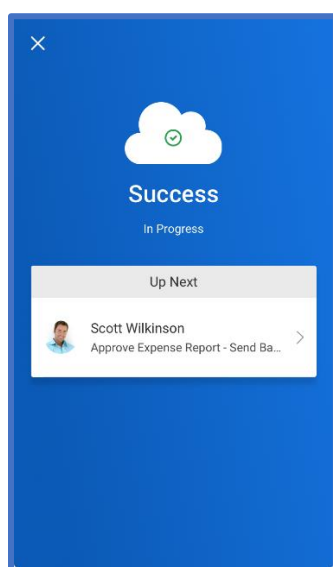 Success
In Progress
Up Next
Scott Wilkinson
Approve Expense Report - Send Ba...